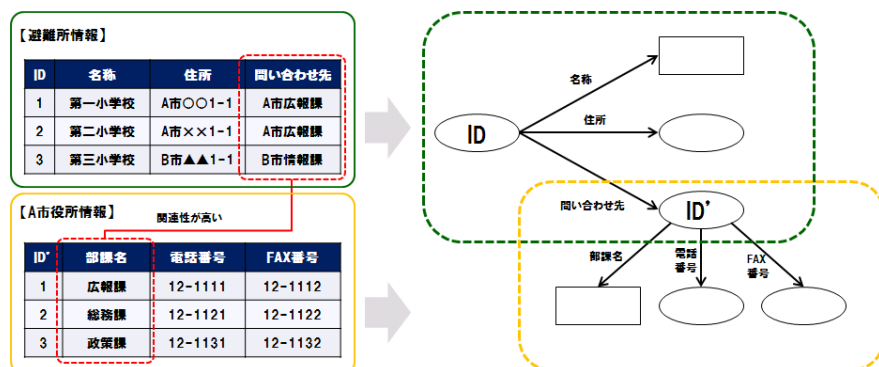 【避難所情報】
ID 名称 住所 問い合わせ先
1 第一小学校 A市○○1-1 A市広報課
2 第二小学校 A市××1-1 A市広報課
3 第三小学校 B市▲▲1-1 B市情報課
【A市役所情報】
関連性が高い
ID' 部課名 電話番号 FAX番号
1 広報課 12-1111 12-1112
2 総務課 12-1121 12-1122
3 政策課 12-1131 12-1132
名称
住所
ID
問い合わせ先
ID'
部課名
電話
番号
FAX
番号